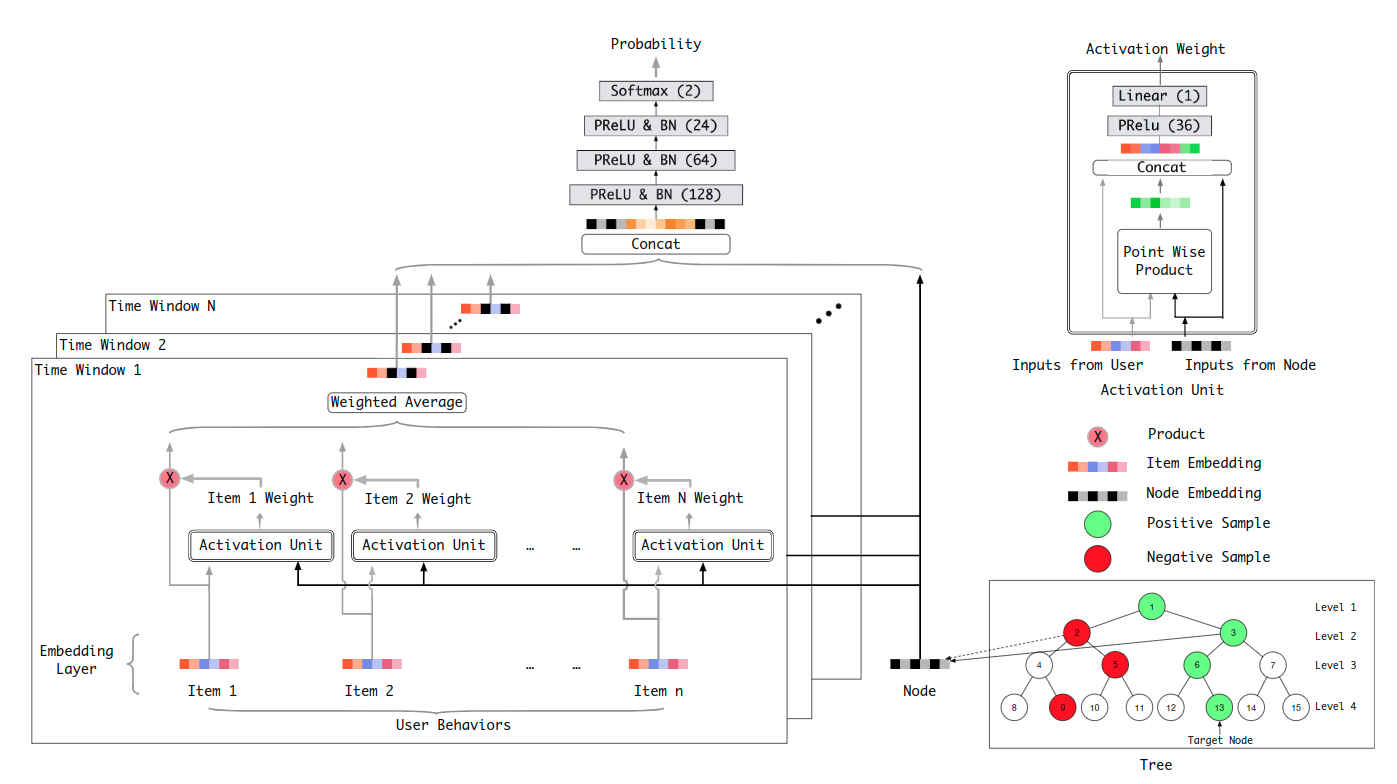 Probability
Softmax (2)
PReLU & BN (24)
PReLU & BN (64)
PReLU & BN (128)
Concat
Time Window N
Time Window 2
Time Window 1
Weighted Average
X
X
X
Item 1 Weight
Item 2 Weight
Item N Weight
Activation Unit
Activation Unit
… …
Activation Unit
Embedding
Layer
… …
Item 1
Item 2
Item n
User Behaviors
Node
Activation Weight
Linear (1)
PRelu (36)
Concat
Point Wise
Product
Inputs from User
Inputs from Node
Activation Unit
X
Product
Item Embedding
Node Embedding
Positive Sample
Negative Sample
1
Level 1
2
3
Level 2
4
5
6
7
Level 3
8
9
10
11
12
13
14
15
Level 4
Target Node
Tree